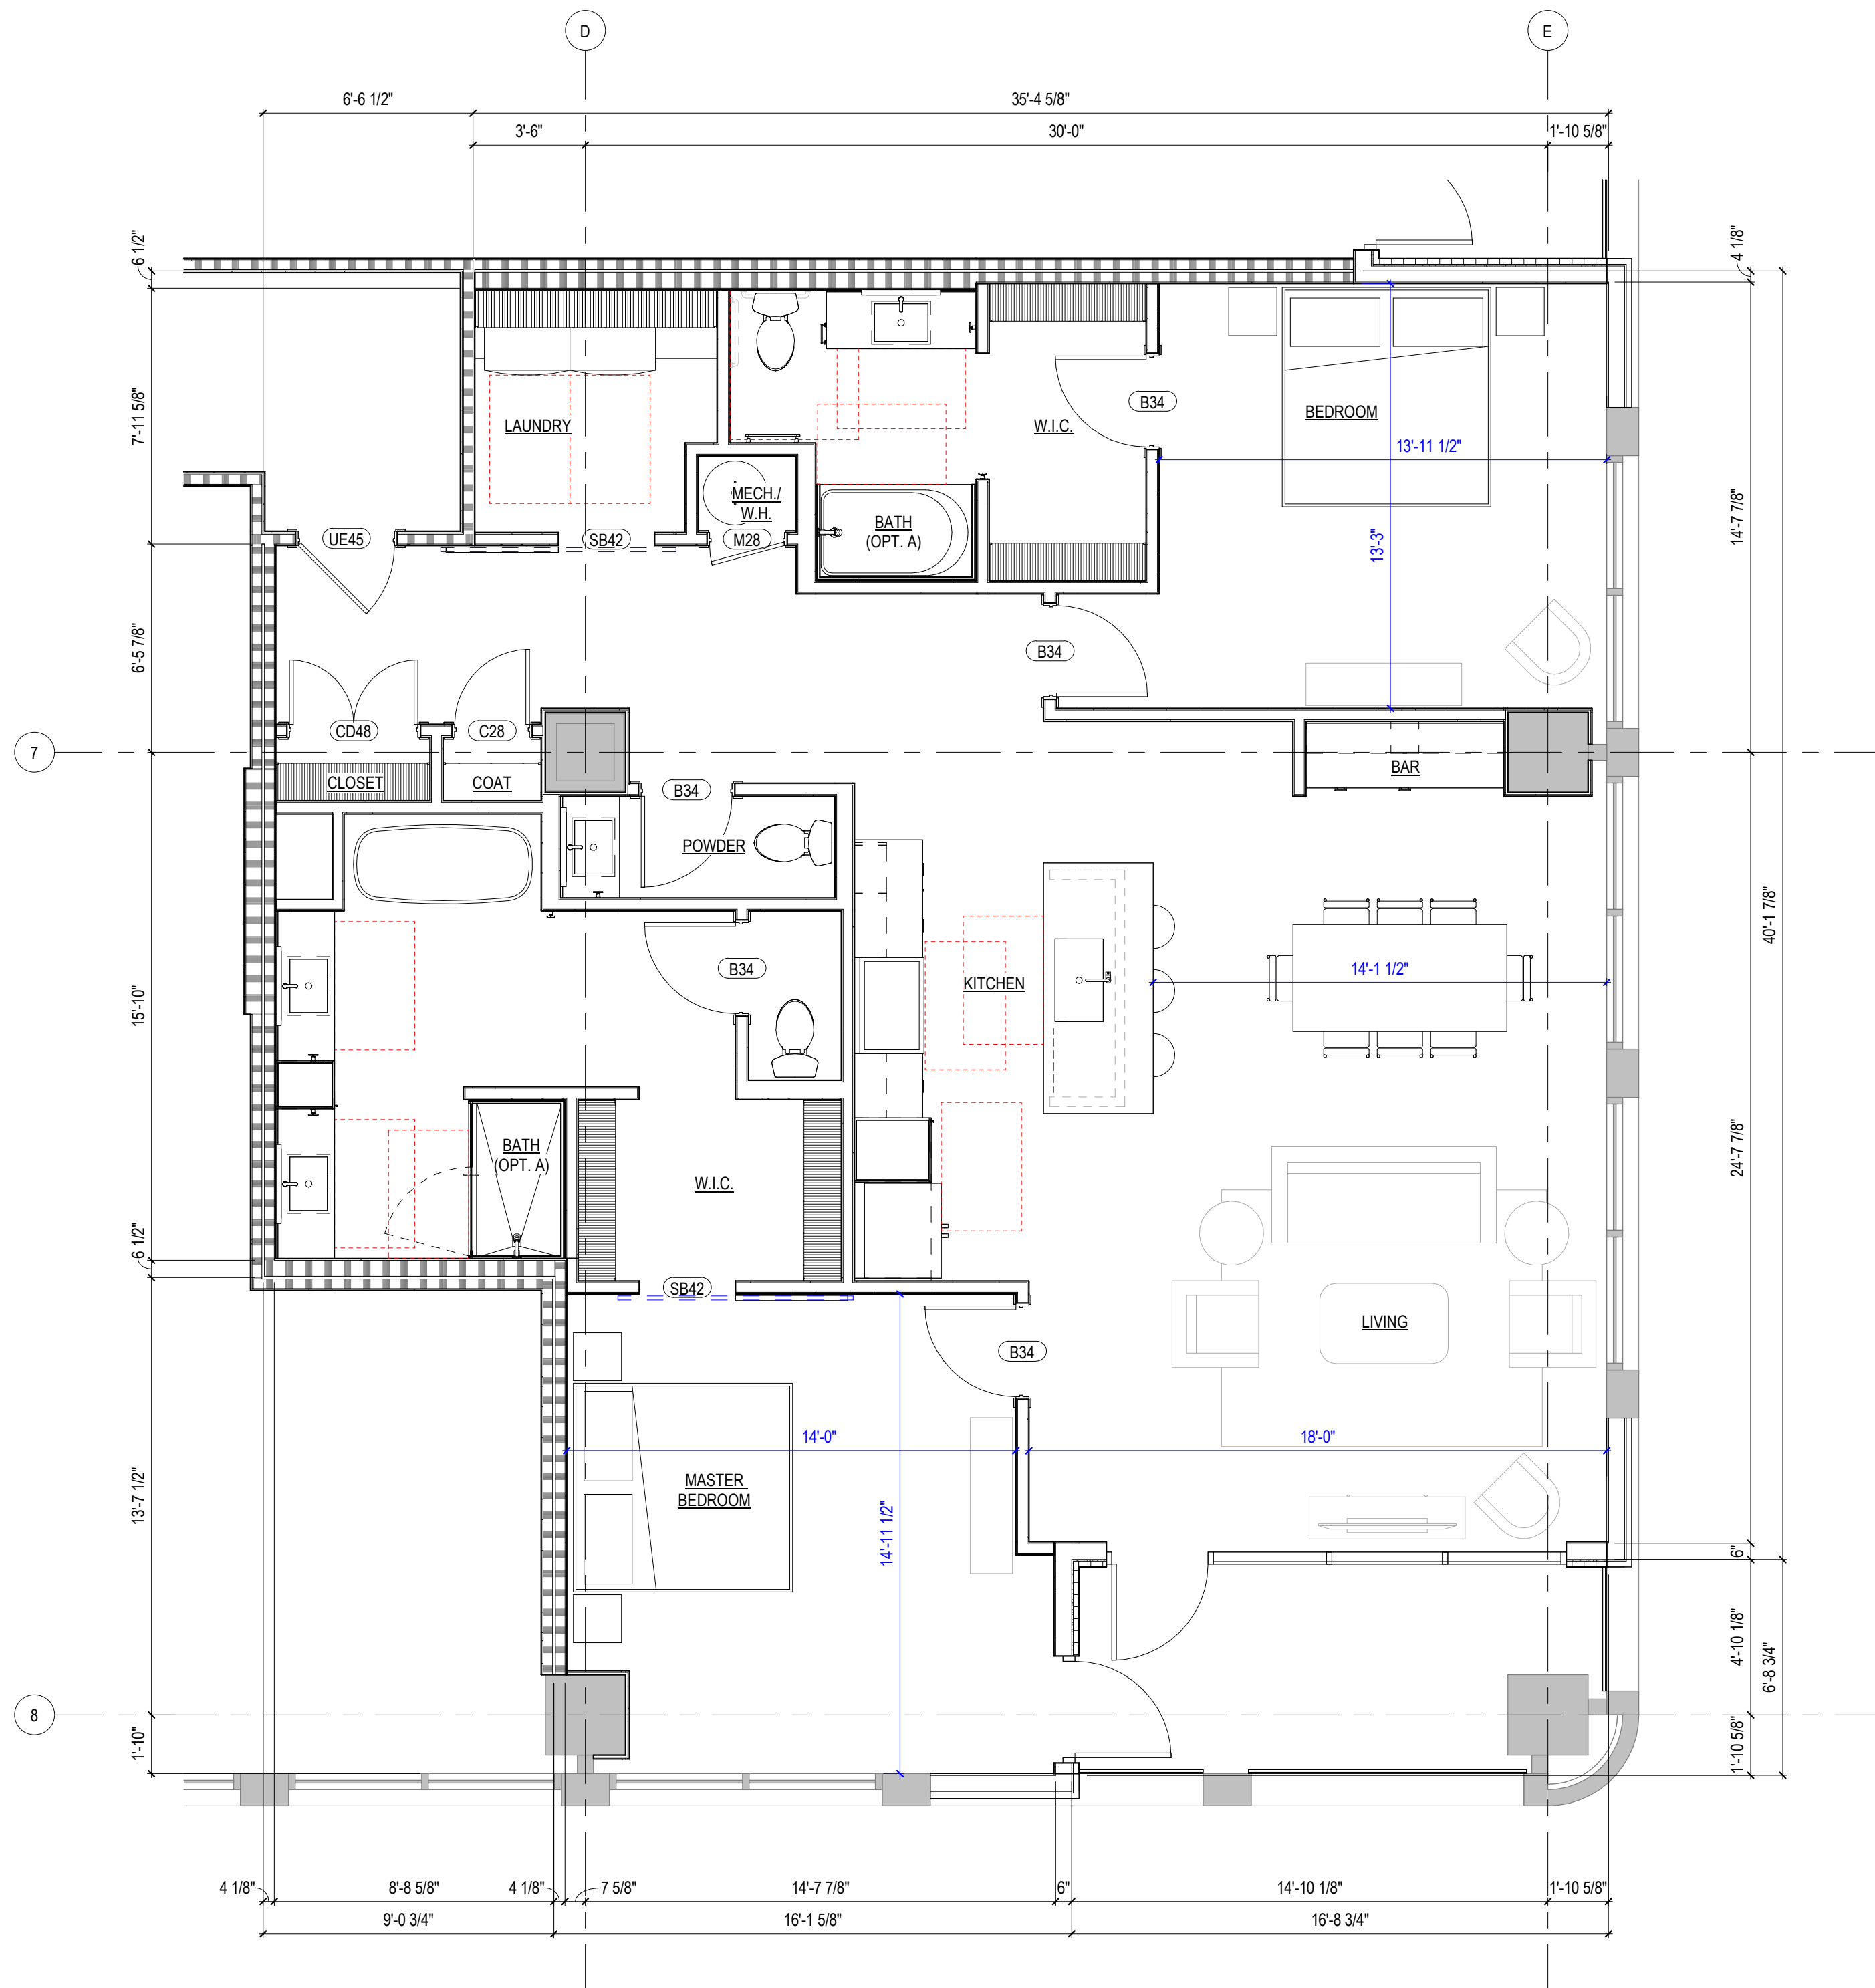 D
E
6'-6 1/2"
35'-4 5/8"
3'-6"
30'-0"
1'-10 5/8"
6 1/2"
4 1/8"
7'-11 5/8"
LAUNDRY
W.I.C.
B34
BEDROOM
13'-11 1/2"
MECH./
W.H.
BATH
(OPT. A)
UE45
SB42
M28
13'-3"
14'-7 7/8"
6'-5 7/8"
B34
CD48
C28
7
CLOSET
COAT
B34
BAR
POWDER
40'-1 7/8"
15'-10"
B34
KITCHEN
14'-1 1/2"
BATH
(OPT. A)
W.I.C.
24'-7 7/8"
6 1/2"
SB42
LIVING
B34
14'-0"
18'-0"
MASTER
BEDROOM
13'-7 1/2"
14'-11 1/2"
6"
4'-10 1/8"
6'-8 3/4"
8
1'-10"
1'-10 5/8"
4 1/8"
8'-8 5/8"
4 1/8"
7 5/8"
14'-7 7/8"
6"
14'-10 1/8"
1'-10 5/8"
9'-0 3/4"
16'-1 5/8"
16'-8 3/4"